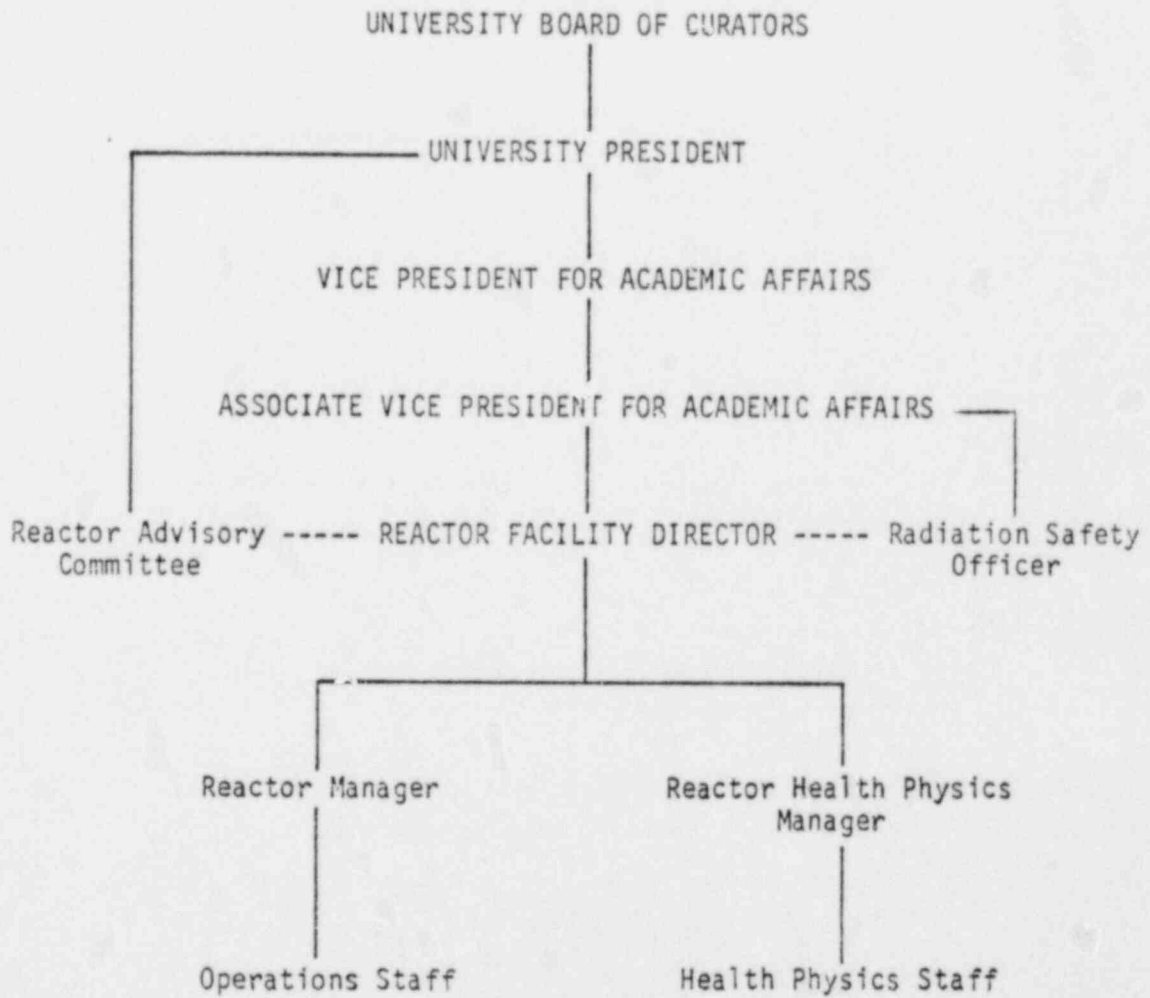 UNIVERSITY BOARD OF CURATORS
UNIVERSITY PRESIDENT
VICE PRESIDENT FOR ACADEMIC AFFAIRS
ASSOCIATE VICE PRESIDENT FOR ACADEMIC AFFAIRS
Reactor Advisory ----- REACTOR FACILITY DIRECTOR ----- Radiation Safety
Committee Officer
Reactor Manager Reactor Health Physics
Manager
Operations Staff Health Physics Staff